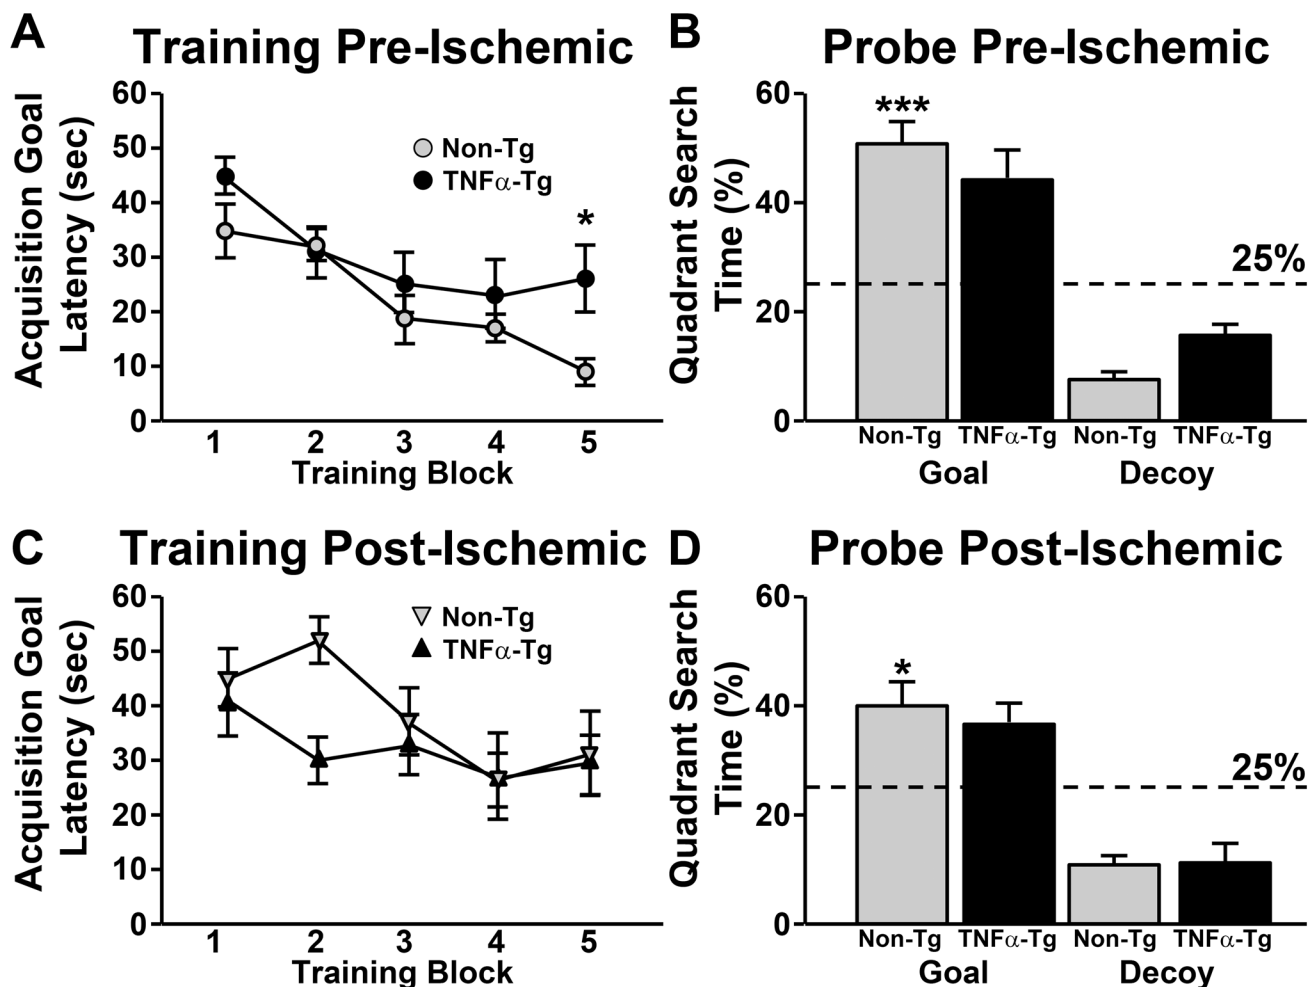 A
Training Pre-Ischemic
Acquisition Goal
Latency (sec)
60
50
40
30
20
10
0
Non-Tg
TNFα-Tg
*
1 2 3 4 5
Training Block
B
Probe Pre-Ischemic
Quadrant Search
Time (%)
60
40
20
0
***
25%
Non-Tg TNFα-Tg Non-Tg TNFα-Tg
Goal Decoy
C
Training Post-Ischemic
Acquisition Goal
Latency (sec)
60
50
40
30
20
10
0
Non-Tg
TNFα-Tg
1 2 3 4 5
Training Block
D
Probe Post-Ischemic
Quadrant Search
Time (%)
60
40
20
0
*
25%
Non-Tg TNFα-Tg Non-Tg TNFα-Tg
Goal Decoy